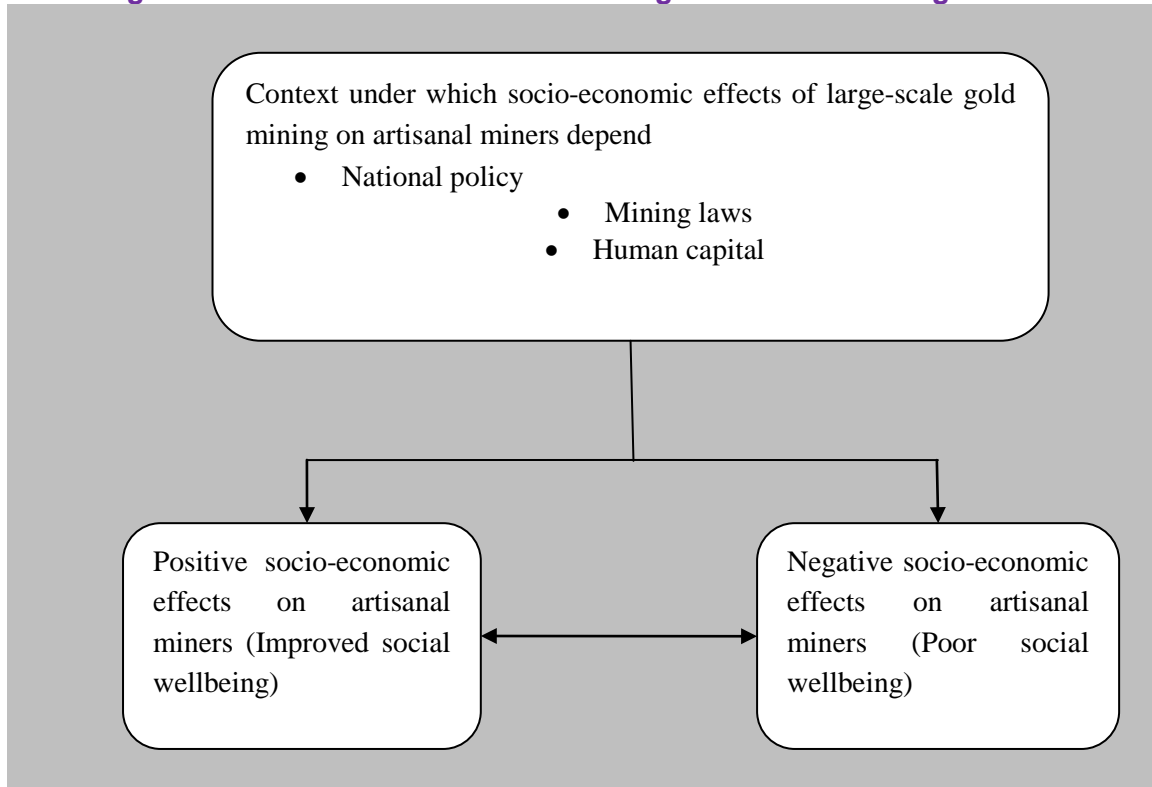 Context under which socio-economic effects of large-scale gold
mining on artisanal miners depend
• National policy
• Mining laws
• Human capital
Positive socio-economic
effects on artisanal
miners (Improved social
wellbeing)
Negative socio-economic
effects on artisanal
miners (Poor social
wellbeing)